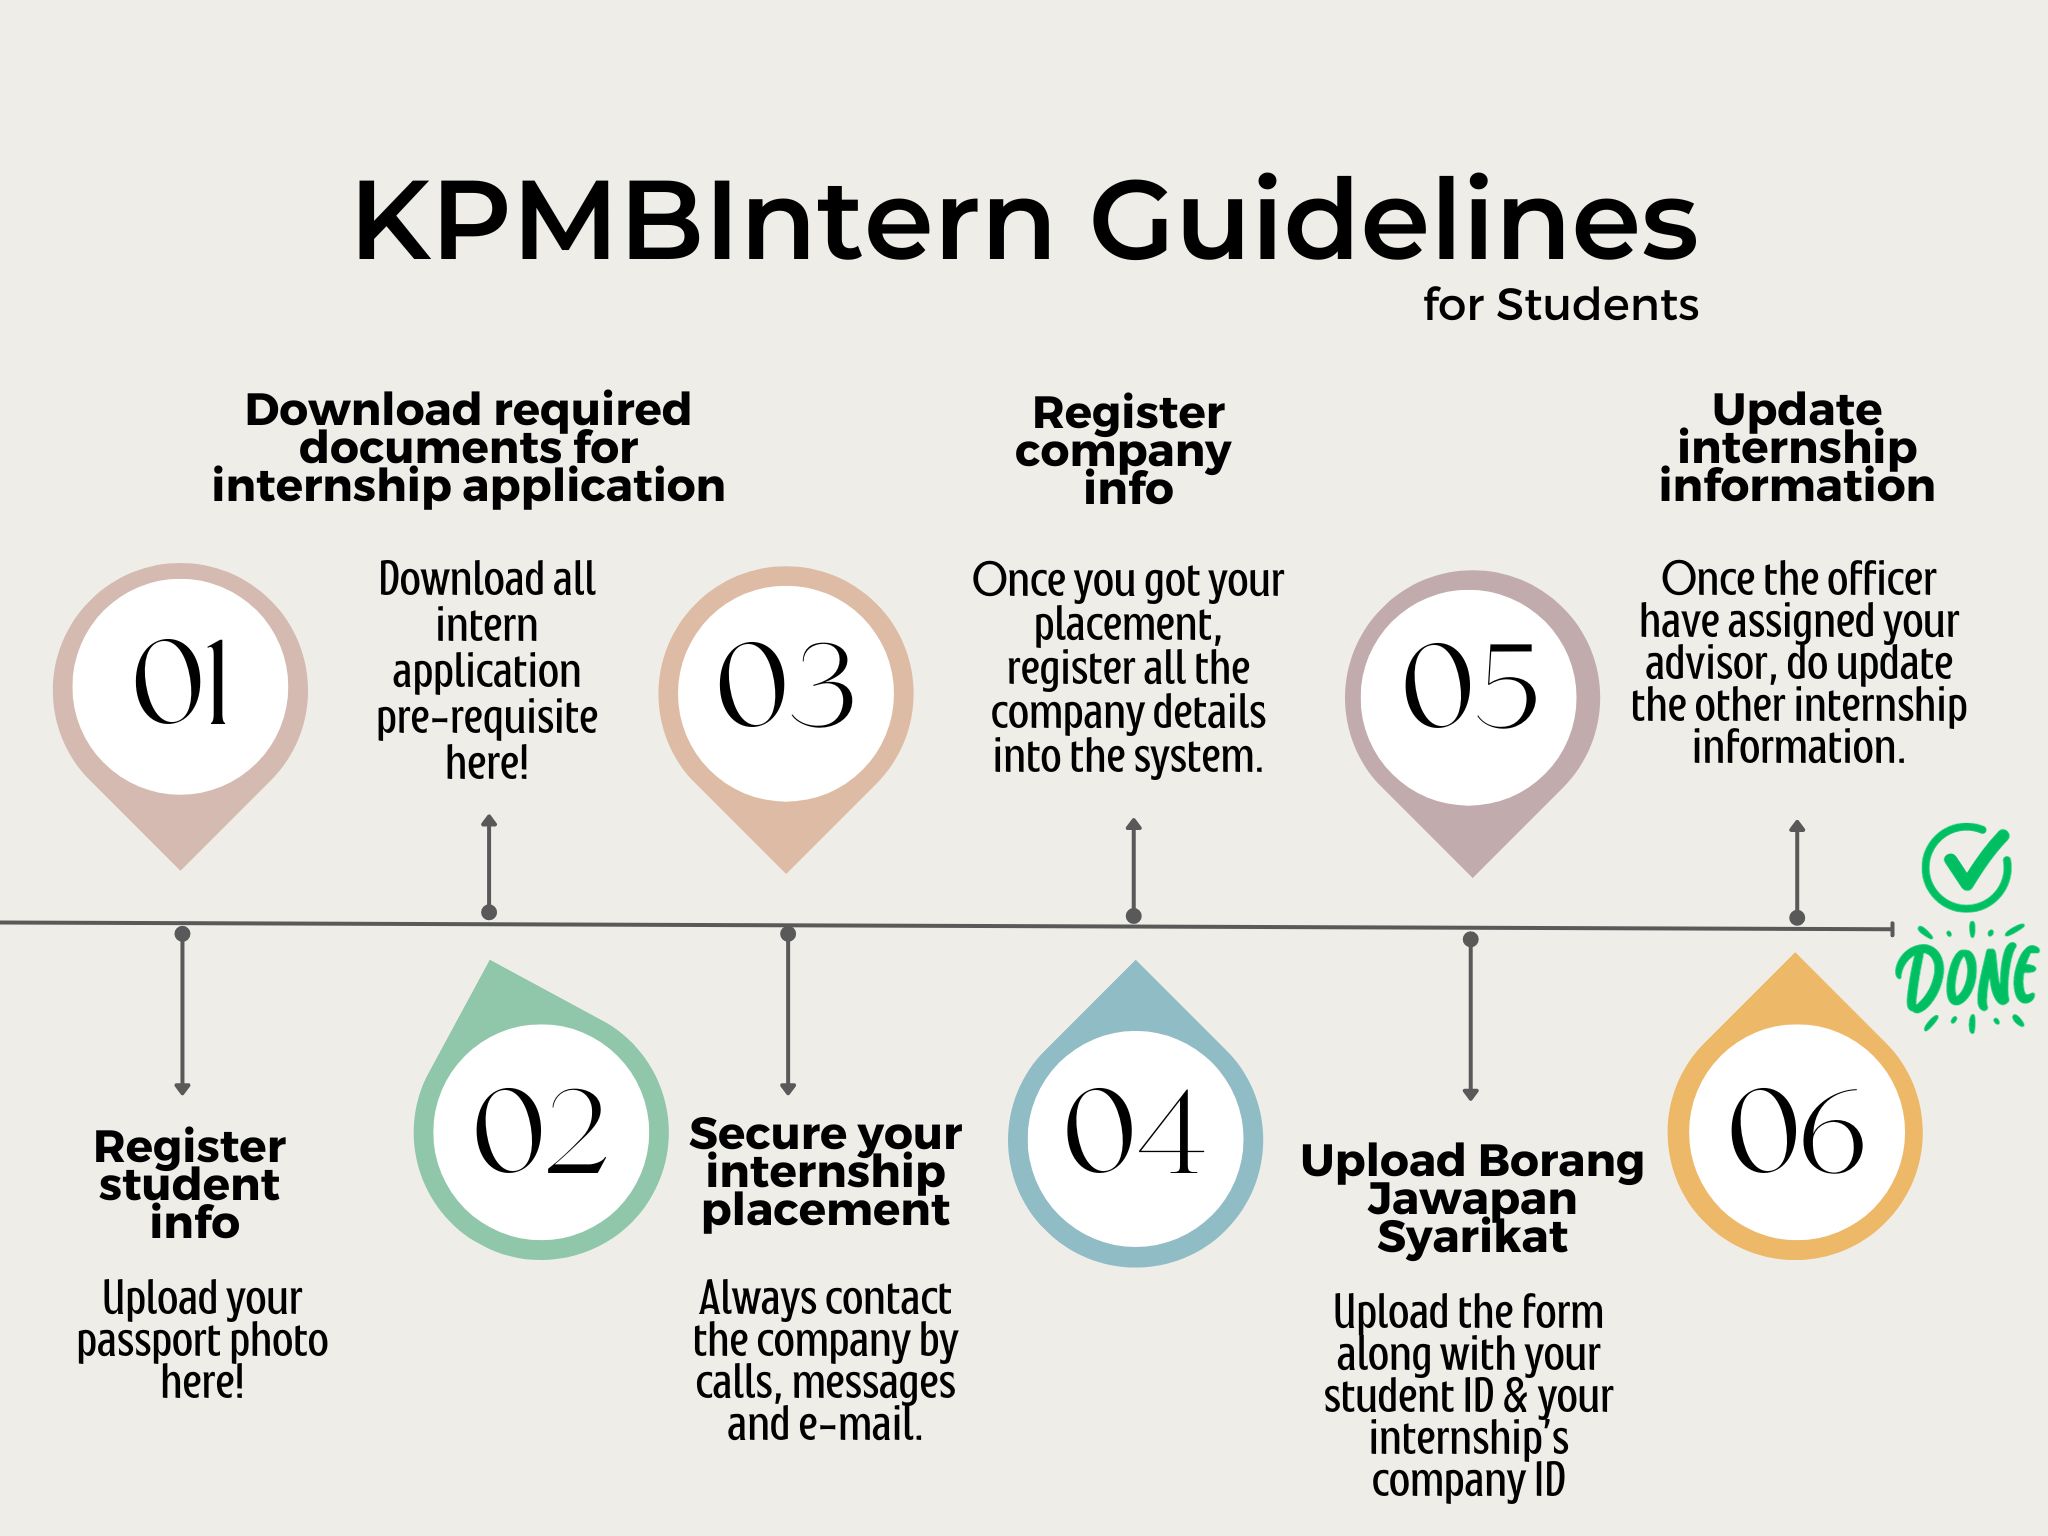 KPMBIntern Guidelines
for Students
01
Register
student
info
Upload your
passport photo
here!
Download required
documents for
internship application
Download all
intern
application
pre-requisite
here!
02
03
Secure your
internship
placement
Always contact
the company by
calls, messages
and e-mail.
Register
company
info
Once you got your
placement,
register all the
company details
into the system.
04
05
Upload Borang
Jawapan
Syarikat
Upload the form
along with your
student ID & your
internship's
company ID
Update
internship
information
Once the officer
have assigned your
advisor, do update
the other internship
information.
06
DONE